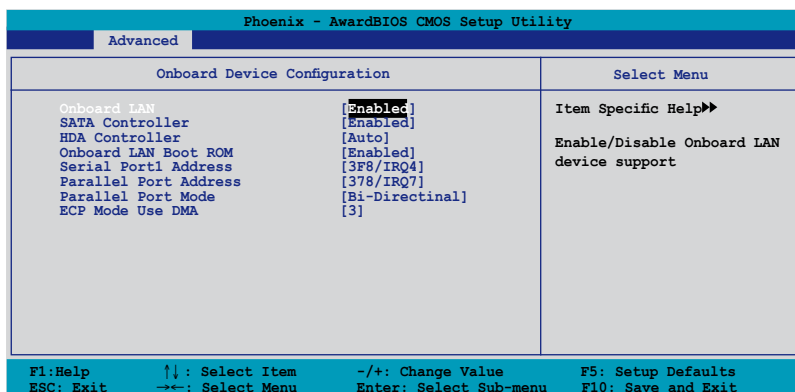 Phoenix - AwardBIOS CMOS Setup Utility
Advanced
Onboard Device Configuration
Select Menu
Onboard LAN [Enabled]
SATA Controller [Enabled]
HDA Controller [Auto]
Onboard LAN Boot ROM [Enabled]
Serial Port1 Address [3F8/IRQ4]
Parallel Port Address [378/IRQ7]
Parallel Port Mode [Bi-Directinal]
ECP Mode Use DMA [3]
Item Specific Help▶▶
Enable/Disable Onboard LAN
device support
F1:Help ↑↓: Select Item -/+: Change Value F5: Setup Defaults
ESC: Exit →←: Select Menu Enter: Select Sub-menu F10: Save and Exit